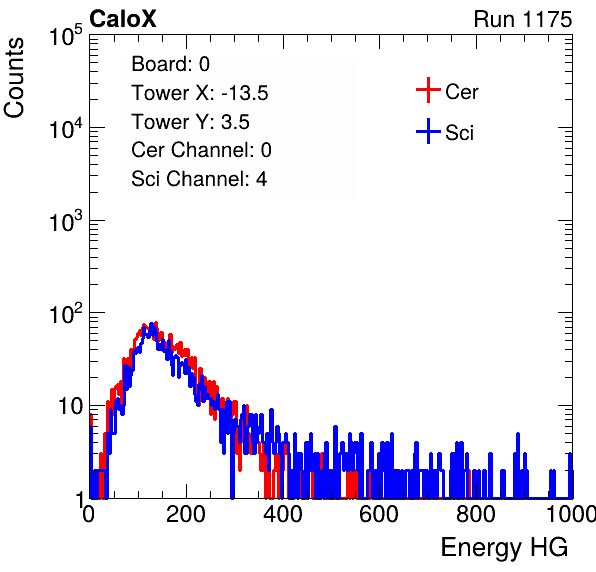 CaloX Run 1175
Counts
10^5
10^4
10^3
10^2
10
1
Board: 0
Tower X: -13.5
Tower Y: 3.5
Cer Channel: 0
Sci Channel: 4
Cer
Sci
0 200 400 600 800 1000
Energy HG